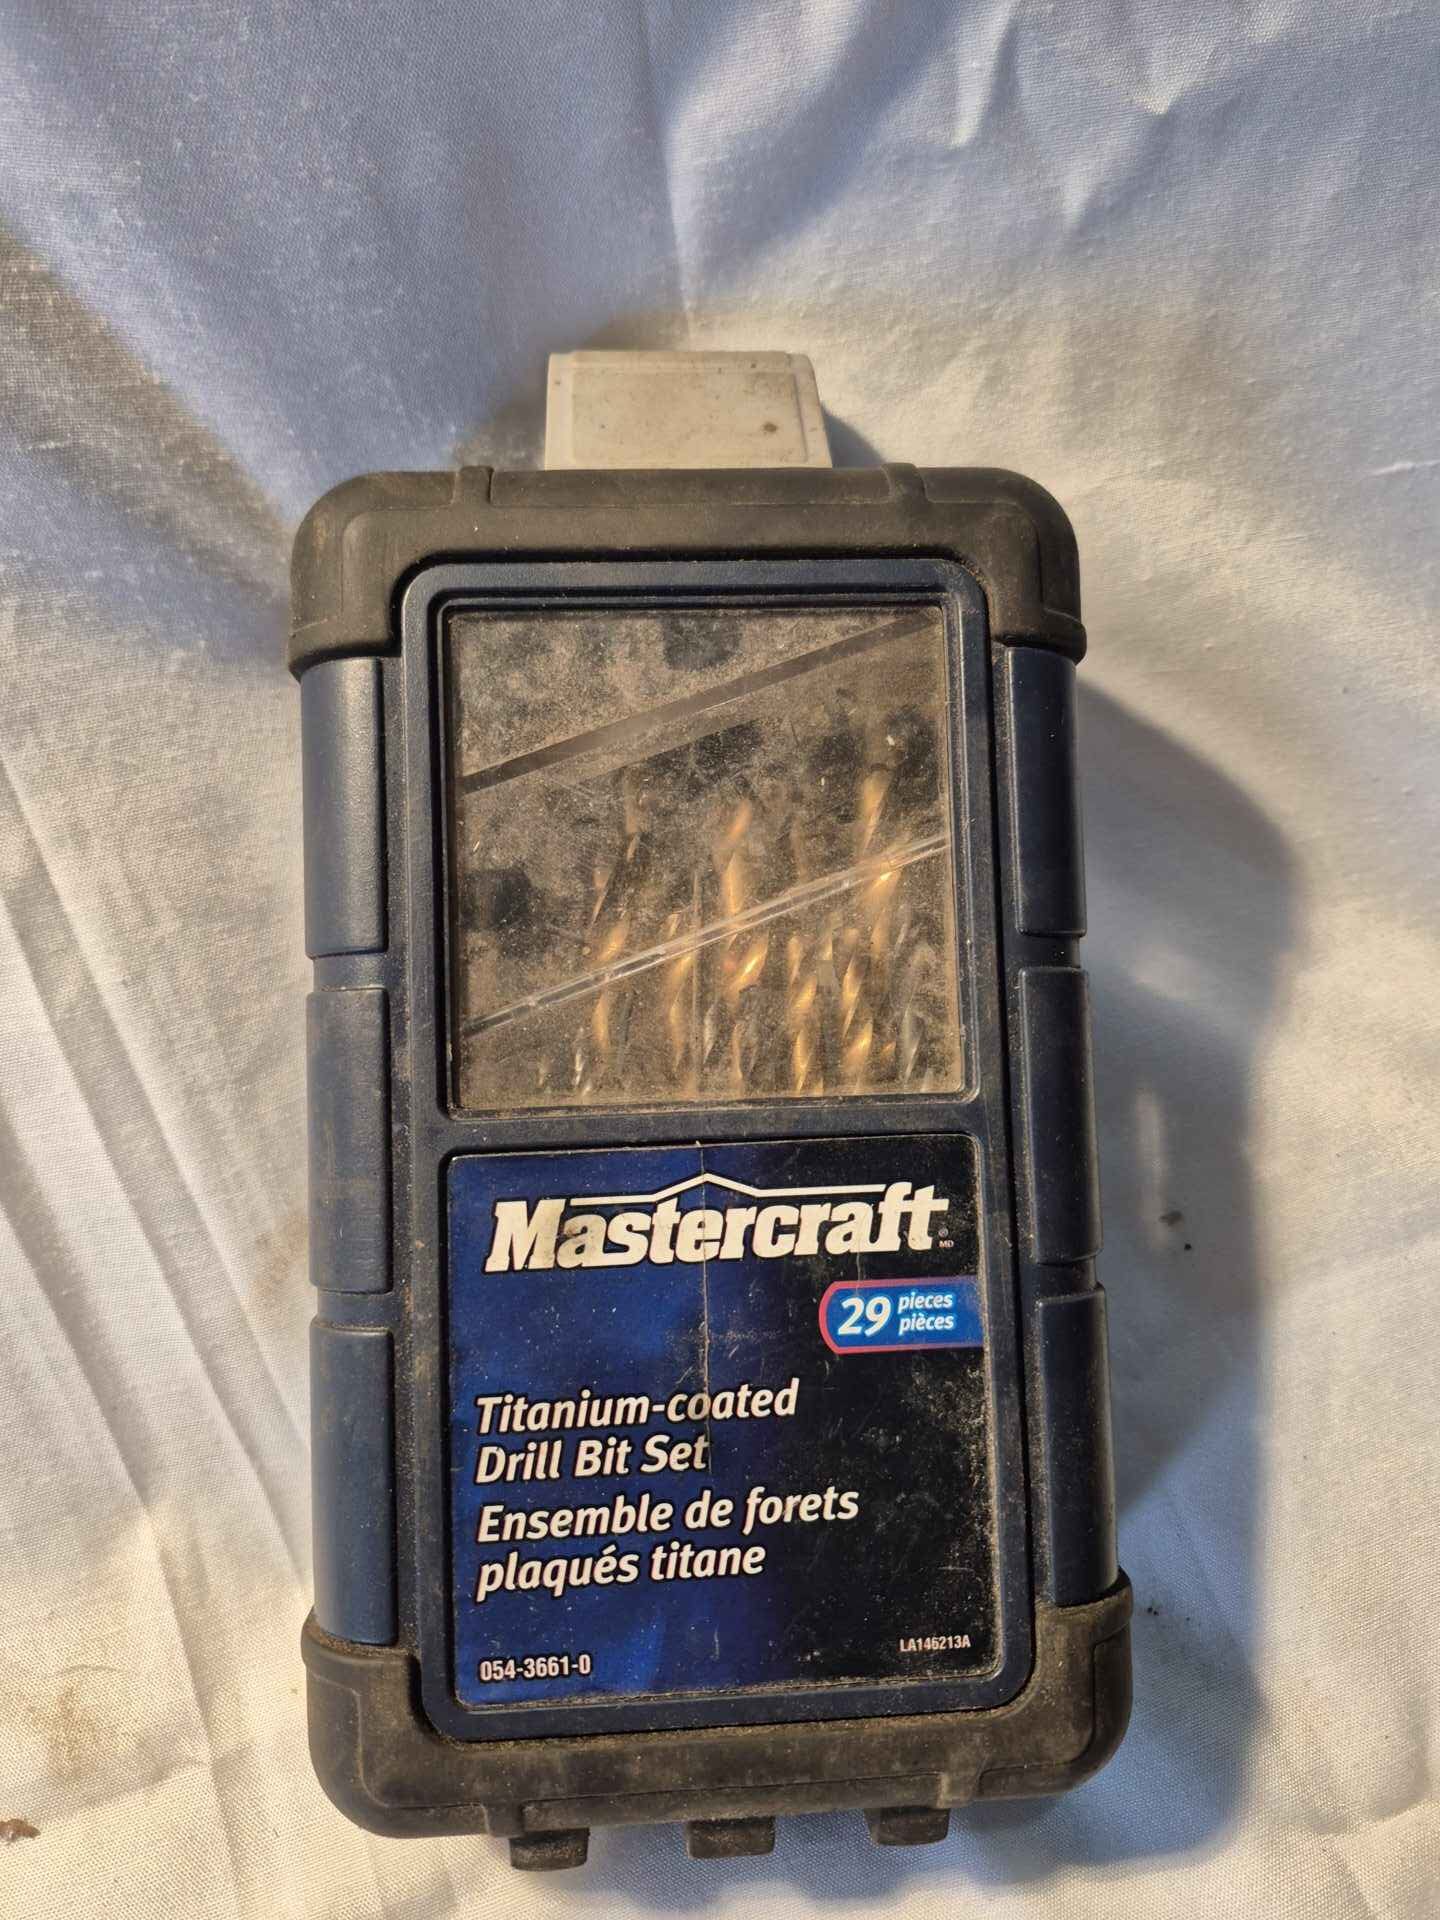 Mastercraft®
MD
29 pieces
pièces
Titanium-coated
Drill Bit Set
Ensemble de forets
plaqués titane
054-3661-0
LA146213A